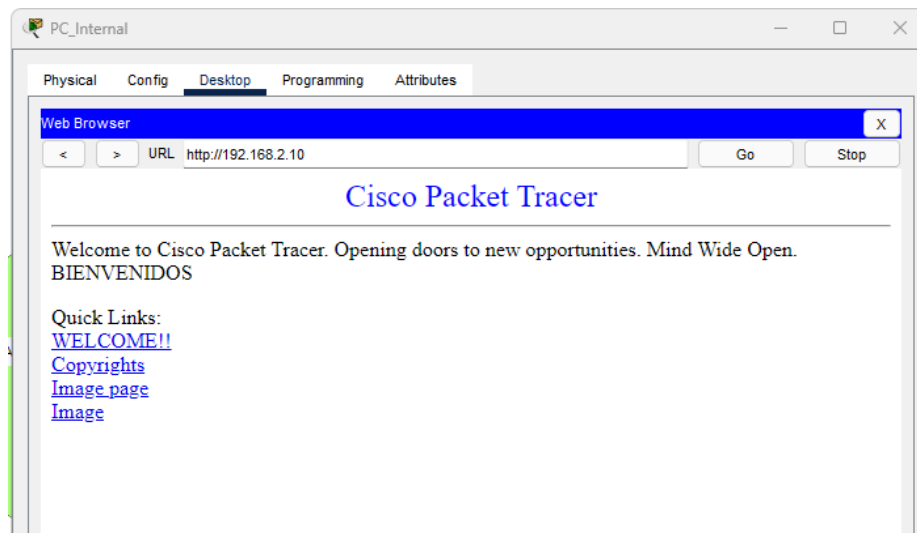 PC_Internal
Physical Config Desktop Programming Attributes
Web Browser X
< > URL http://192.168.2.10 Go Stop
Cisco Packet Tracer
Welcome to Cisco Packet Tracer. Opening doors to new opportunities. Mind Wide Open.
BIENVENIDOS
Quick Links:
WELCOME!!
Copyrights
Image page
Image